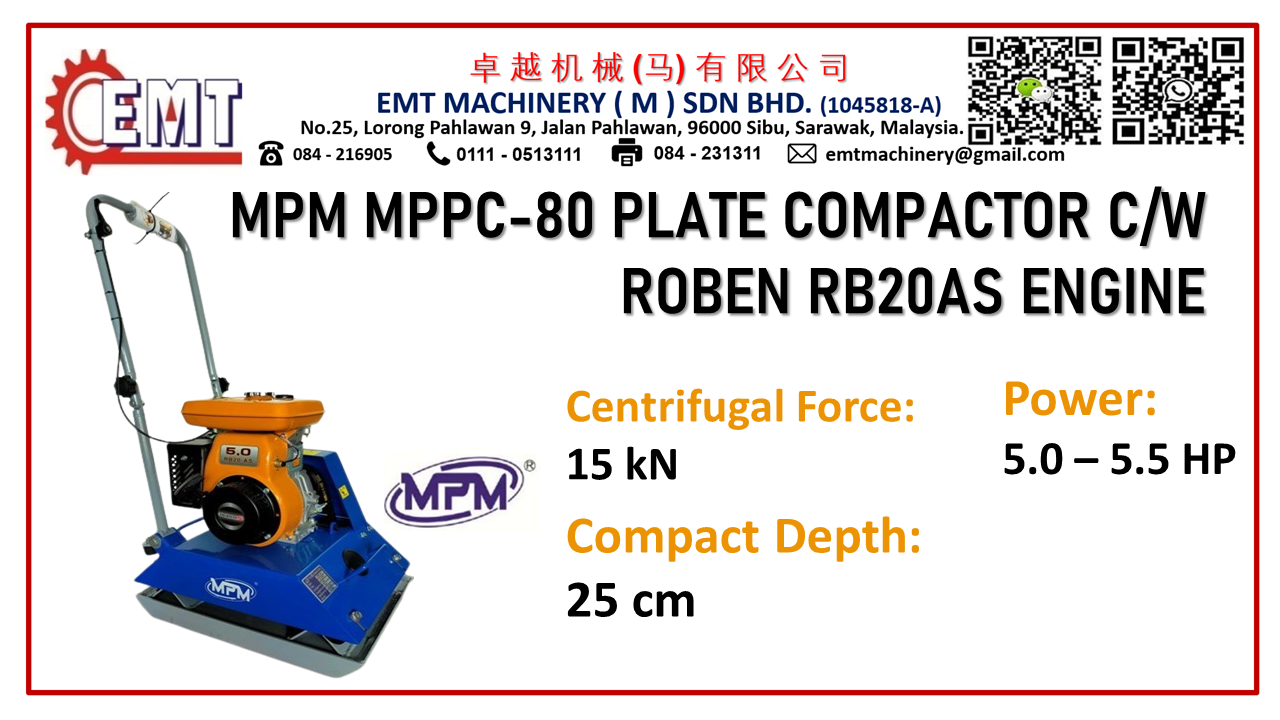 EMT
卓越机械(马)有限公司
EMT MACHINERY ( M ) SDN BHD. (1045818-A)
No.25, Lorong Pahlawan 9, Jalan Pahlawan, 96000 Sibu, Sarawak, Malaysia.
084 - 216905 0111 - 0513111 084 - 231311 emtmachinery@gmail.com
MPM MPPC-80 PLATE COMPACTOR C/W
ROBEN RB20AS ENGINE
Centrifugal Force:
15 kN
Power:
5.0 – 5.5 HP
Compact Depth:
25 cm
5.0
RB20-AS
MPM®
MPM